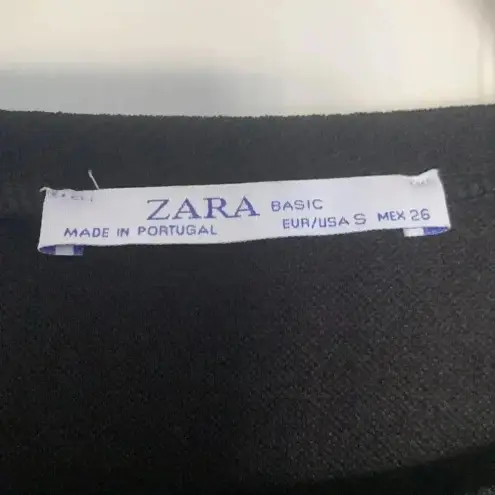 ZARA BASIC
MADE IN PORTUGAL EUR/USA S MEX 26